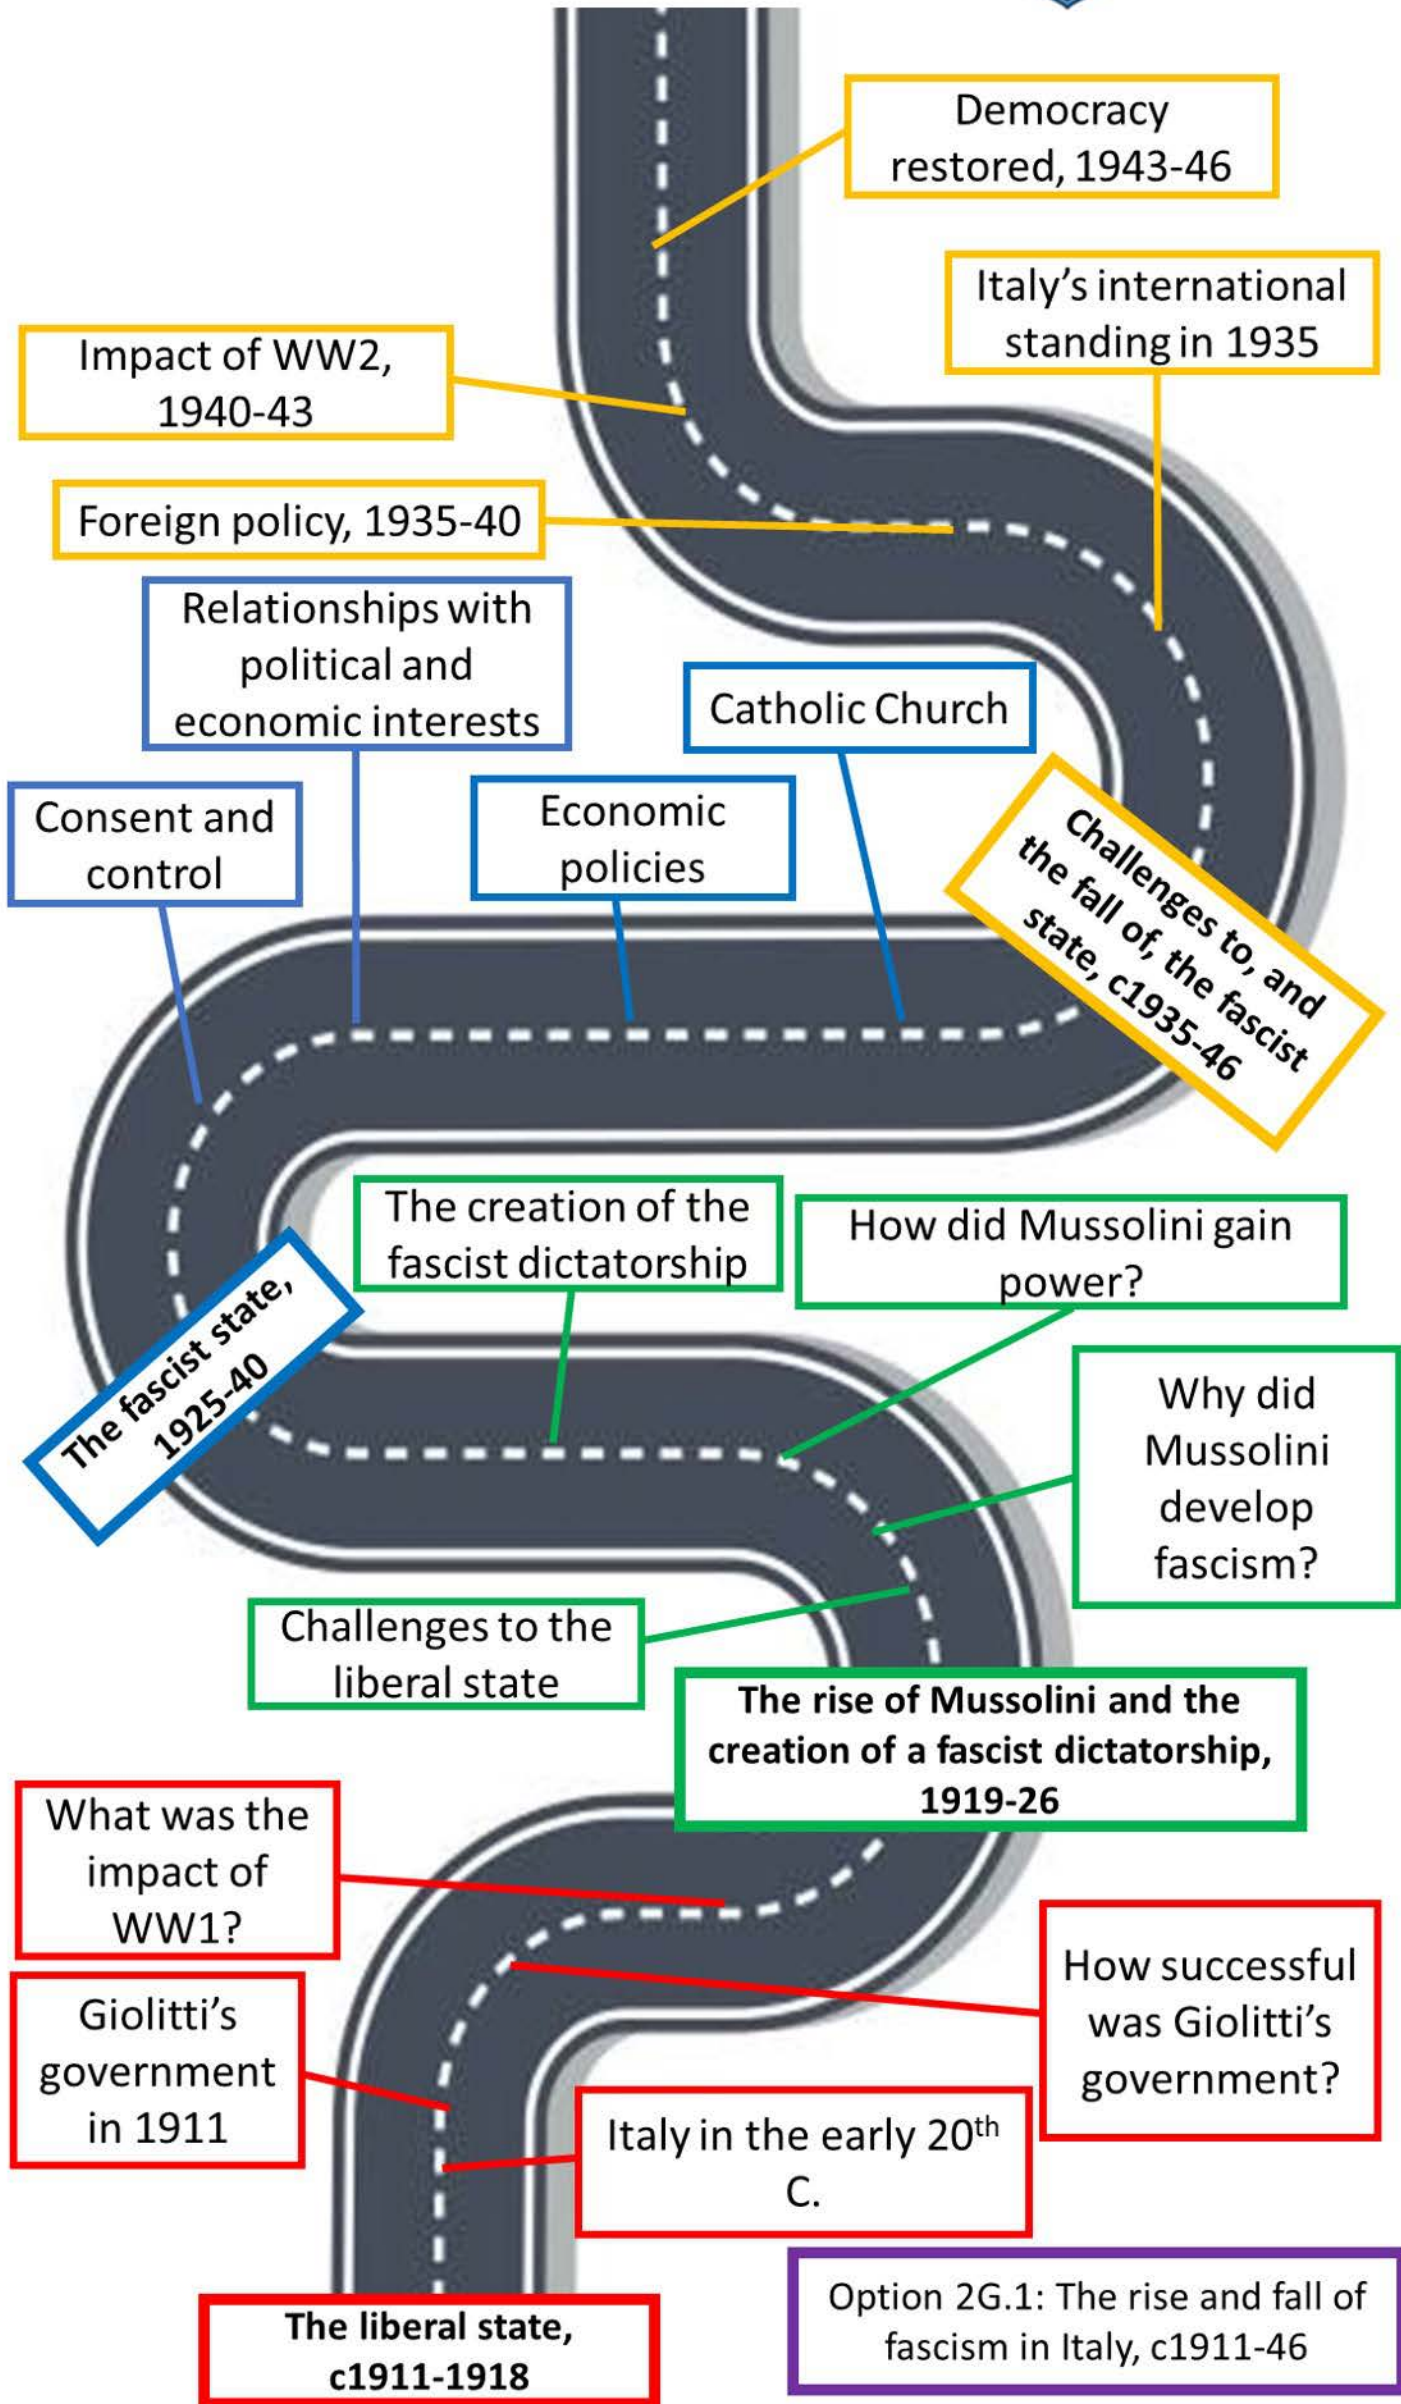 Democracy
restored, 1943-46
Italy's international
standing in 1935
Impact of WW2,
1940-43
Foreign policy, 1935-40
Relationships with
political and
economic interests
Catholic Church
Consent and
control
Economic
policies
Challenges to, and
the fall of, the fascist
state, c1935-46
The creation of the
fascist dictatorship
How did Mussolini gain
power?
The fascist state,
1925-40
Why did
Mussolini
develop
fascism?
Challenges to the
liberal state
The rise of Mussolini and the
creation of a fascist dictatorship,
1919-26
What was the
impact of
WW1?
How successful
was Giolitti's
government?
Giolitti's
government
in 1911
Italy in the early 20th
C.
Option 2G.1: The rise and fall of
fascism in Italy, c1911-46
The liberal state,
c1911-1918